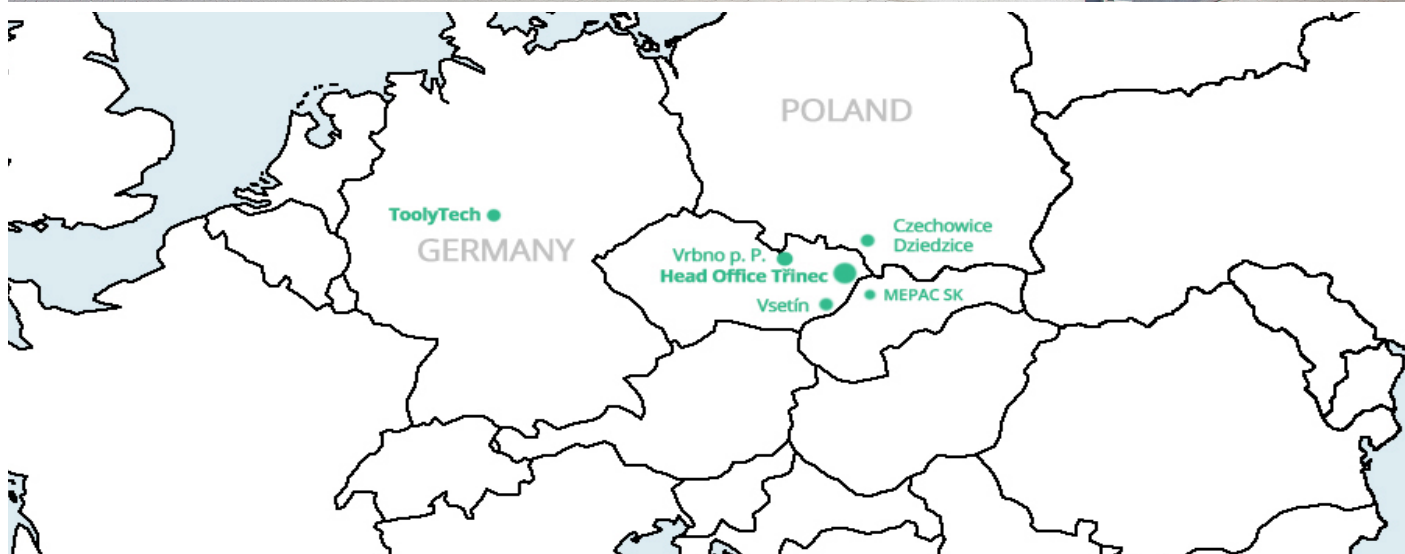 POLAND
ToolyTech
GERMANY
Czechowice
Dziedzice
Vrbno p. P.
Head Office Třinec
MEPAC SK
Vsetín